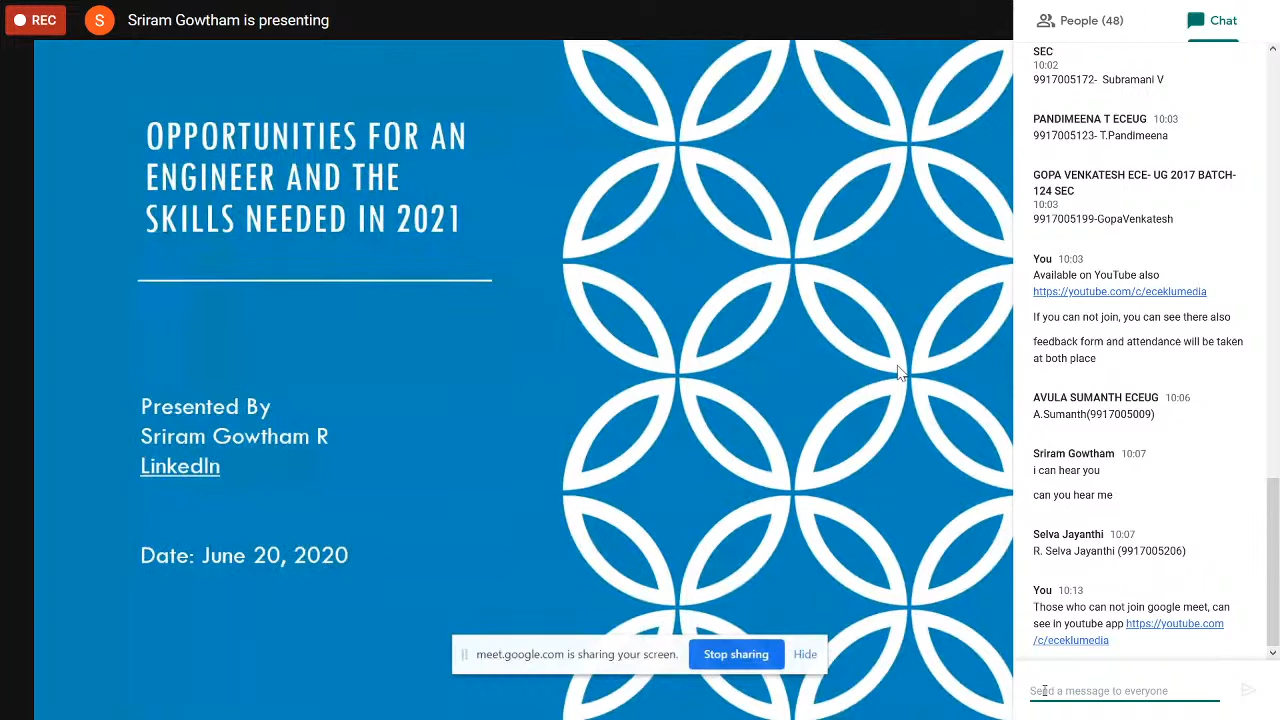 REC
S
Sriram Gowtham is presenting
People (48)
Chat
OPPORTUNITIES FOR AN
ENGINEER AND THE
SKILLS NEEDED IN 2021
Presented By
Sriram Gowtham R
LinkedIn
Date: June 20, 2020
meet.google.com is sharing your screen.
Stop sharing
Hide
SEC
10:02
9917005172- Subramani V
PANDIMEENA T ECEUG 10:03
9917005123- T.Pandimeena
GOPA VENKATESH ECE- UG 2017 BATCH-
124 SEC
10:03
9917005199-GopaVenkatesh
You 10:03
Available on YouTube also
https://youtube.com/c/eceklumedia
If you can not join, you can see there also
feedback form and attendance will be taken
at both place
AVULA SUMANTH ECEUG 10:06
A.Sumanth(9917005009)
Sriram Gowtham 10:07
i can hear you
can you hear me
Selva Jayanthi 10:07
R. Selva Jayanthi (9917005206)
You 10:13
Those who can not join google meet, can
see in youtube app https://youtube.com
/c/eceklumedia
Send a message to everyone